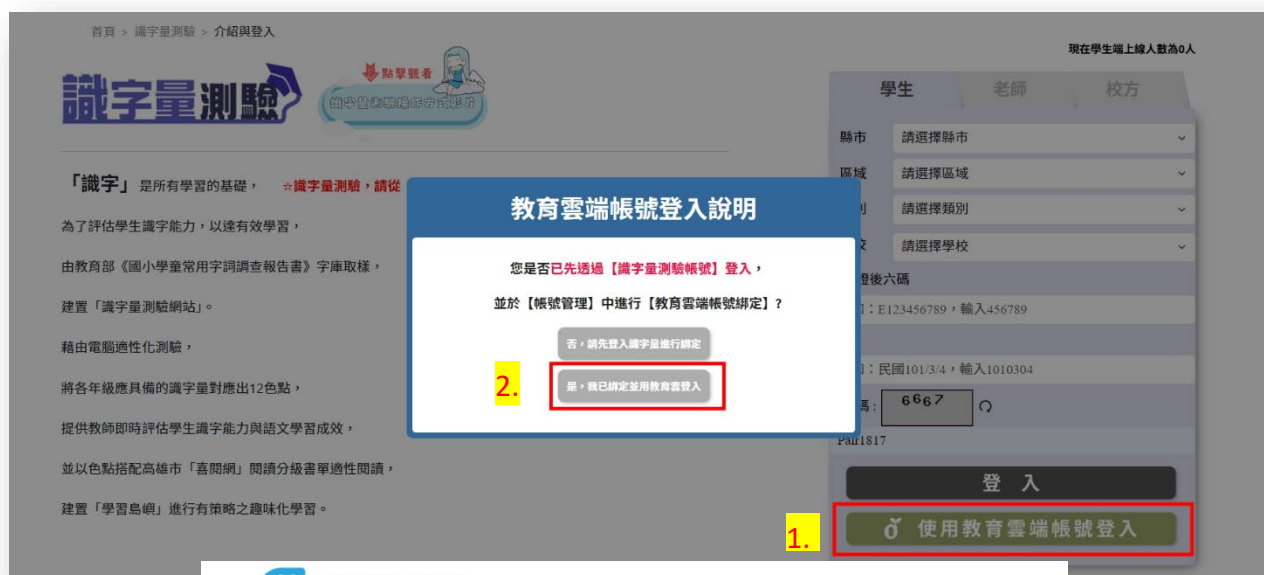 首頁 > 識字量測驗 > 介紹與登入
現在學生端上線人數為0人
識字量測驗
點擊觀看
學生 老師 校方
縣市 請選擇縣市
區域 請選擇區域
請選擇類別
請選擇學校
證後六碼
：E123456789，輸入456789
：民國101/3/4，輸入1010304
碼： 6667
Pan1817
登 入
1. 使用教育雲端帳號登入
「識字」是所有學習的基礎， ☆識字量測驗，請從
為了評估學生識字能力，以達有效學習，
由教育部《國小學童常用字詞調查報告書》字庫取樣，
建置「識字量測驗網站」。
藉由電腦適性化測驗，
將各年級應具備的識字量對應出12色點，
提供教師即時評估學生識字能力與語文學習成效，
並以色點搭配高雄市「喜閱網」閱讀分級書單適性閱讀，
建置「學習島嶼」進行有策略之趣味化學習。
教育雲端帳號登入說明
您是否已先透過【識字量測驗帳號】登入，
並於【帳號管理】中進行【教育雲端帳號綁定】?
否，請先登入識字量進行綁定
2. 是，我已綁定並用教育雲登入